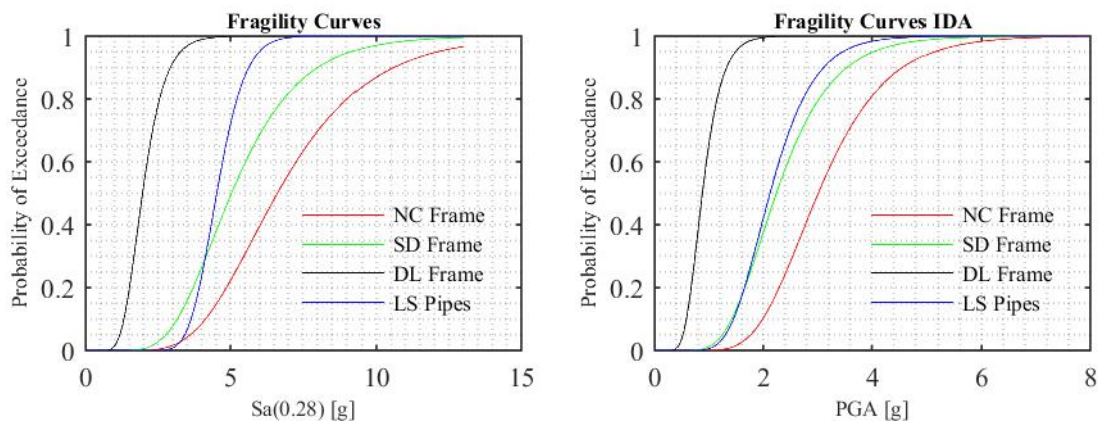 Fragility Curves
Probability of Exceedance
1
0.8
0.6
0.4
0.2
0
NC Frame
SD Frame
DL Frame
LS Pipes
0 5 10 15
Sa(0.28) [g]
Fragility Curves IDA
Probability of Exceedance
1
0.8
0.6
0.4
0.2
0
NC Frame
SD Frame
DL Frame
LS Pipes
0 2 4 6 8
PGA [g]